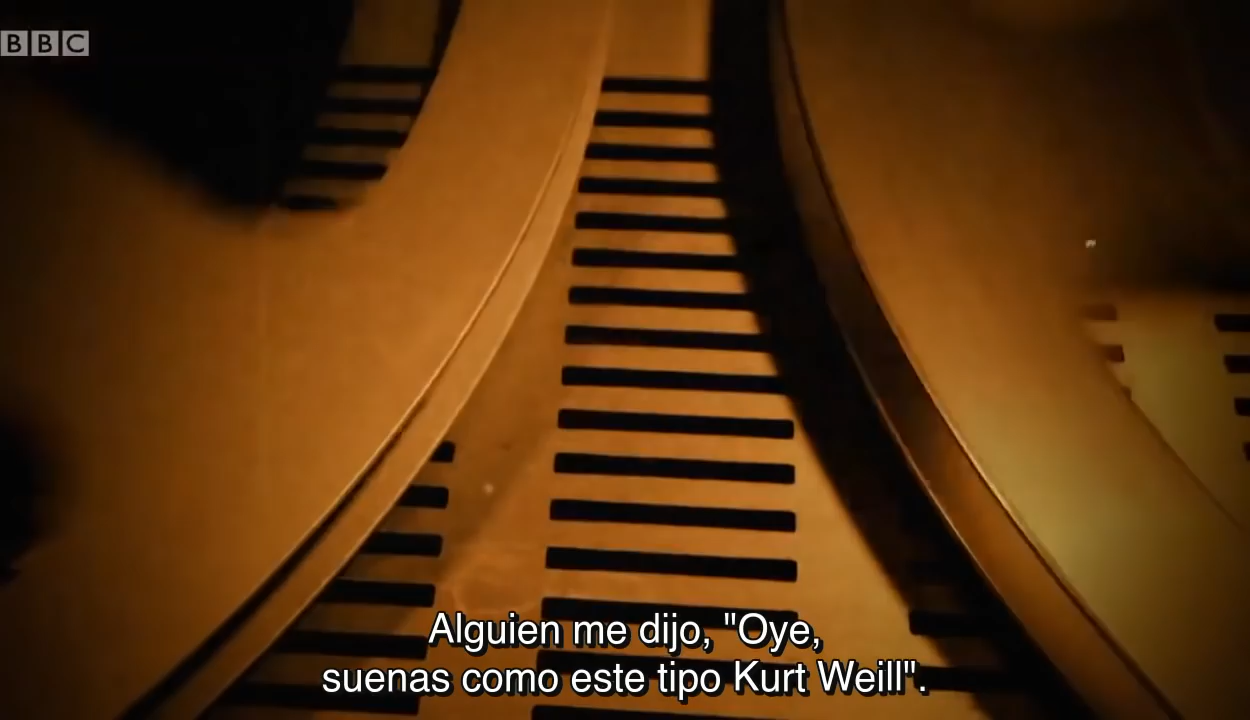 BBC
Alguien me dijo, "Oye,
suenas como este tipo Kurt Weill".